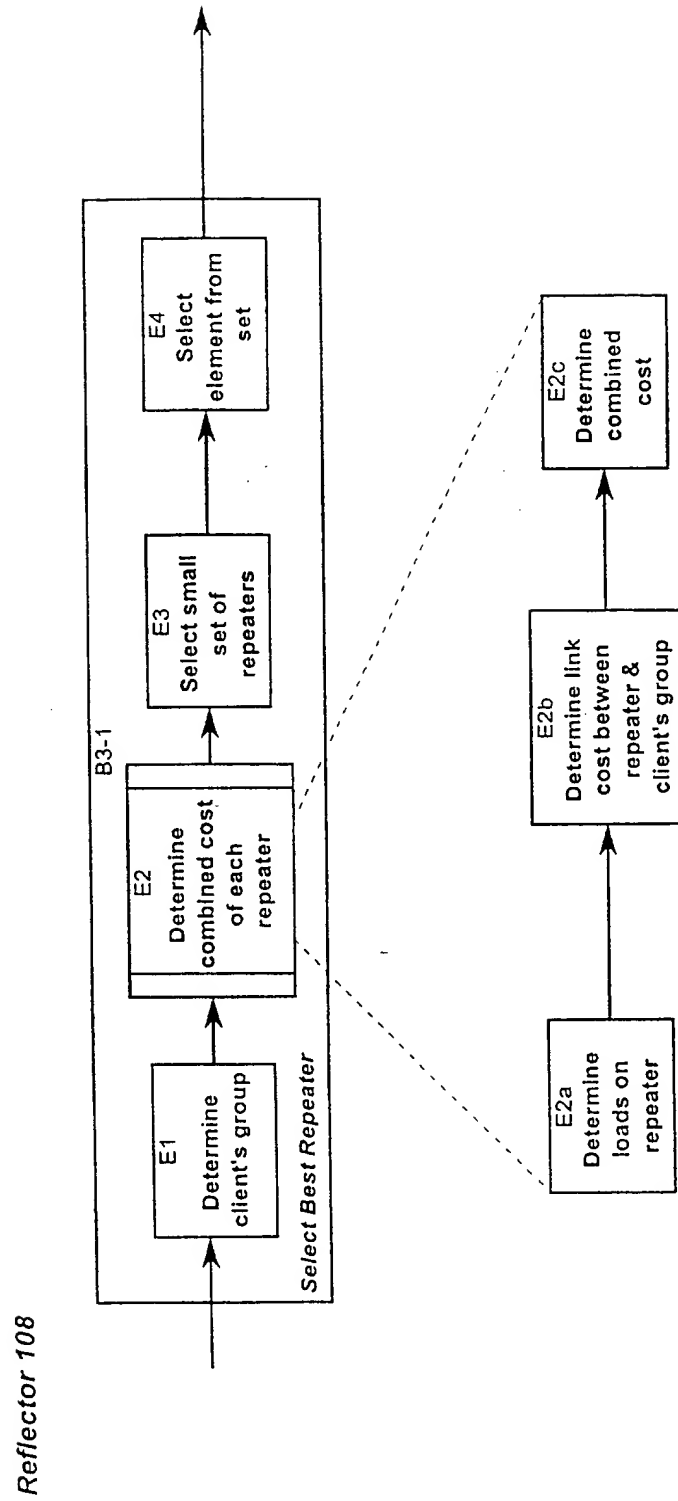 Reflector 108
B3-1
E1
Determine
client's group
E2
Determine
combined cost
of each
repeater
E3
Select small
set of
repeaters
E4
Select
element from
set
Select Best Repeater
E2a
Determine
loads on
repeater
E2b
Determine link
cost between
repeater &
client's group
E2c
Determine
combined
cost